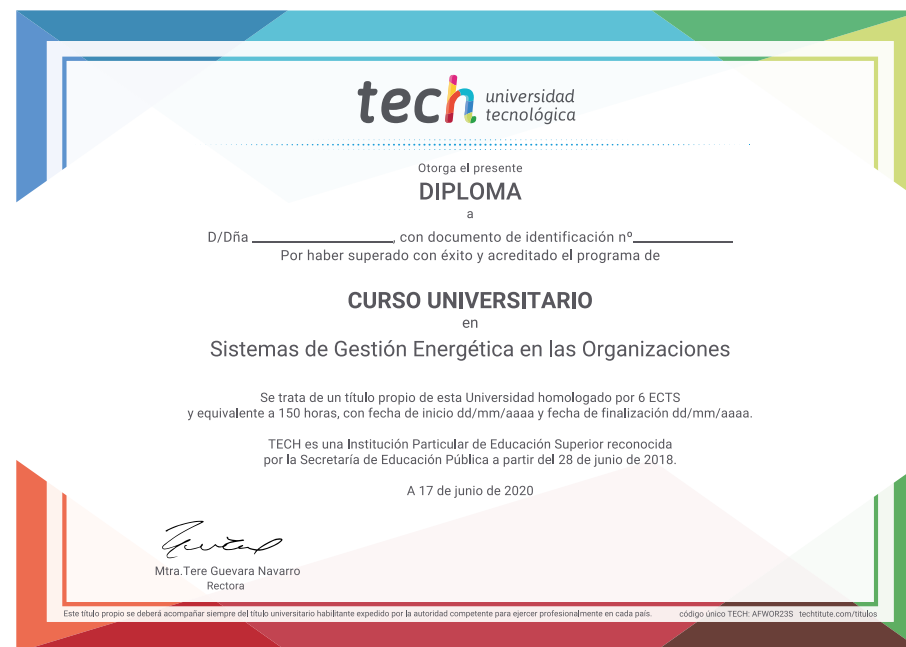 tech universidad
tecnológica
Otorga el presente
DIPLOMA
a
D/Dña ____________________, con documento de identificación nº______________
Por haber superado con éxito y acreditado el programa de
CURSO UNIVERSITARIO
en
Sistemas de Gestión Energética en las Organizaciones
Se trata de un título propio de esta Universidad homologado por 6 ECTS
y equivalente a 150 horas, con fecha de inicio dd/mm/aaaa y fecha de finalización dd/mm/aaaa.
TECH es una Institución Particular de Educación Superior reconocida
por la Secretaría de Educación Pública a partir del 28 de junio de 2018.
A 17 de junio de 2020
Mtra.Tere Guevara Navarro
Rectora
Este título propio se deberá acompañar siempre del título universitario habilitante expedido por la autoridad competente para ejercer profesionalmente en cada país. código único TECH: AFWOR23S techtitute.com/titulos